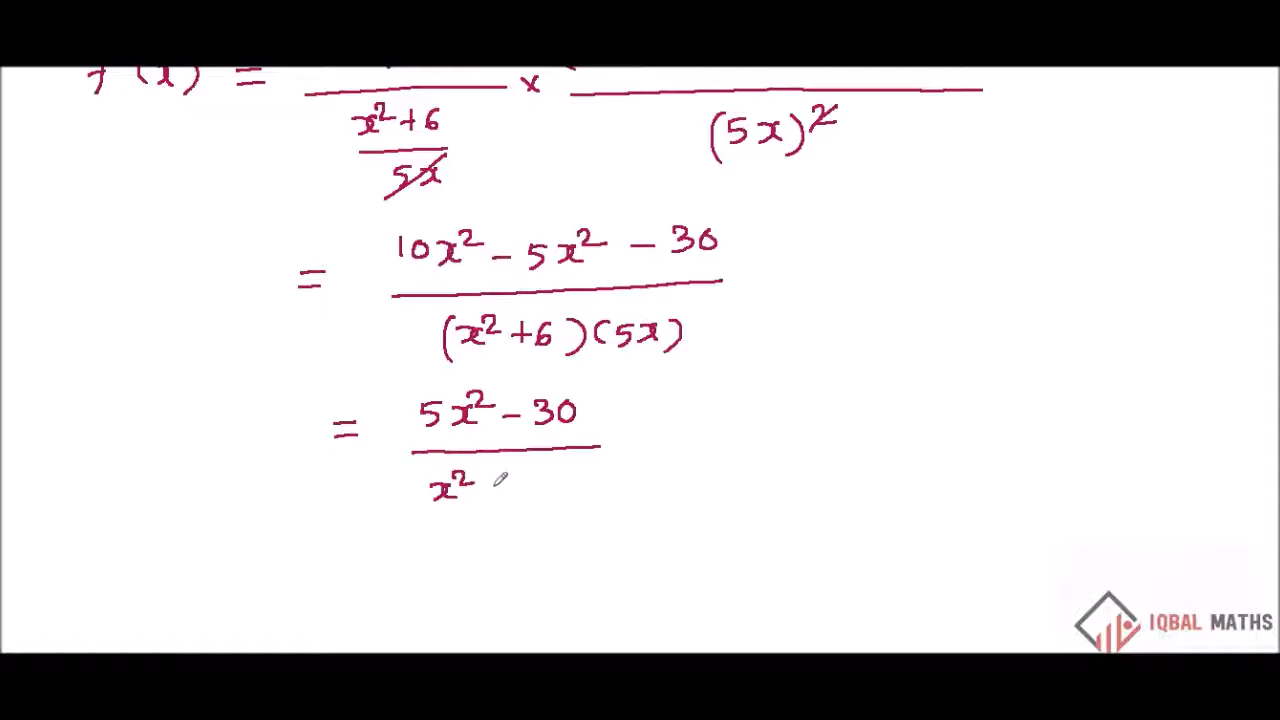 f'(x) = ──── × ────
x² + 6
5x
(5x)²
= (10x² - 5x² - 30) / ((x² + 6)(5x))
= (5x² - 30) / (x²
IQBAL MATHS